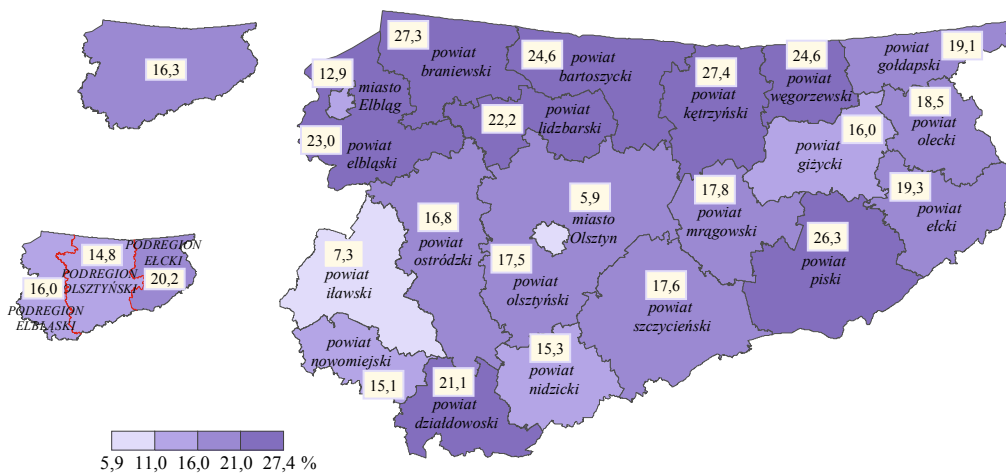 16,3
27,3
powiat
braniewski
24,6
powiat
bartoszycki
27,4
powiat
kętrzyński
24,6
powiat
węgorzewski
powiat
gołdapski
19,1
12,9
miasto
Elbląg
22,2
powiat
lidzbarski
18,5
powiat
olecki
23,0
powiat
elbląski
16,0
powiat
giżycki
19,3
powiat
ełcki
16,8
powiat
ostródzki
5,9
miasto
Olsztyn
17,8
powiat
mrągowski
26,3
powiat
piski
14,8
PODREGION
OLSZTYŃSKI
PODREGION
EŁCKI
20,2
16,0
PODREGION
ELBLĄSKI
7,3
powiat
iławski
17,5
powiat
olsztyński
17,6
powiat
szczycieński
powiat
nowomiejski
15,1
21,1
powiat
działdowoski
15,3
powiat
nidzicki
5,9 11,0 16,0 21,0 27,4 %